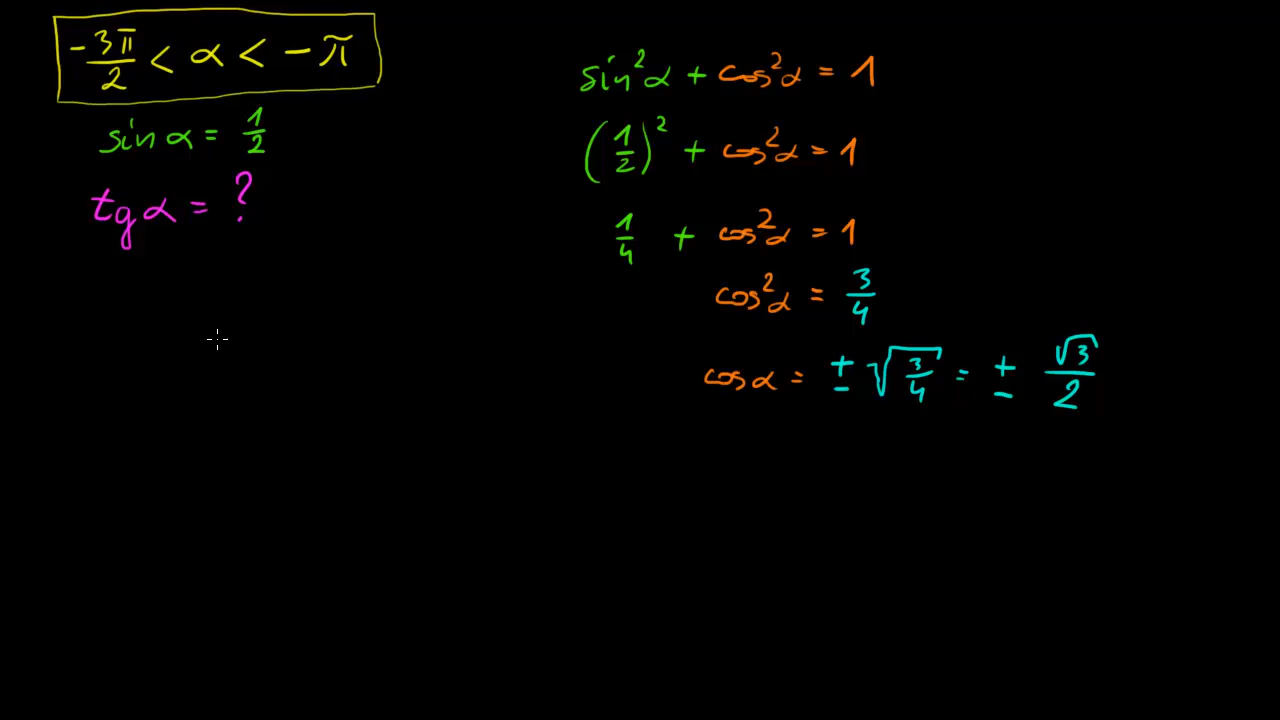 -3π/2 < α < -π
sin α = 1/2
tg α = ?
sin²α + cos²α = 1
(1/2)² + cos²α = 1
1/4 + cos²α = 1
cos²α = 3/4
cos α = ± √(3/4) = ± √3/2